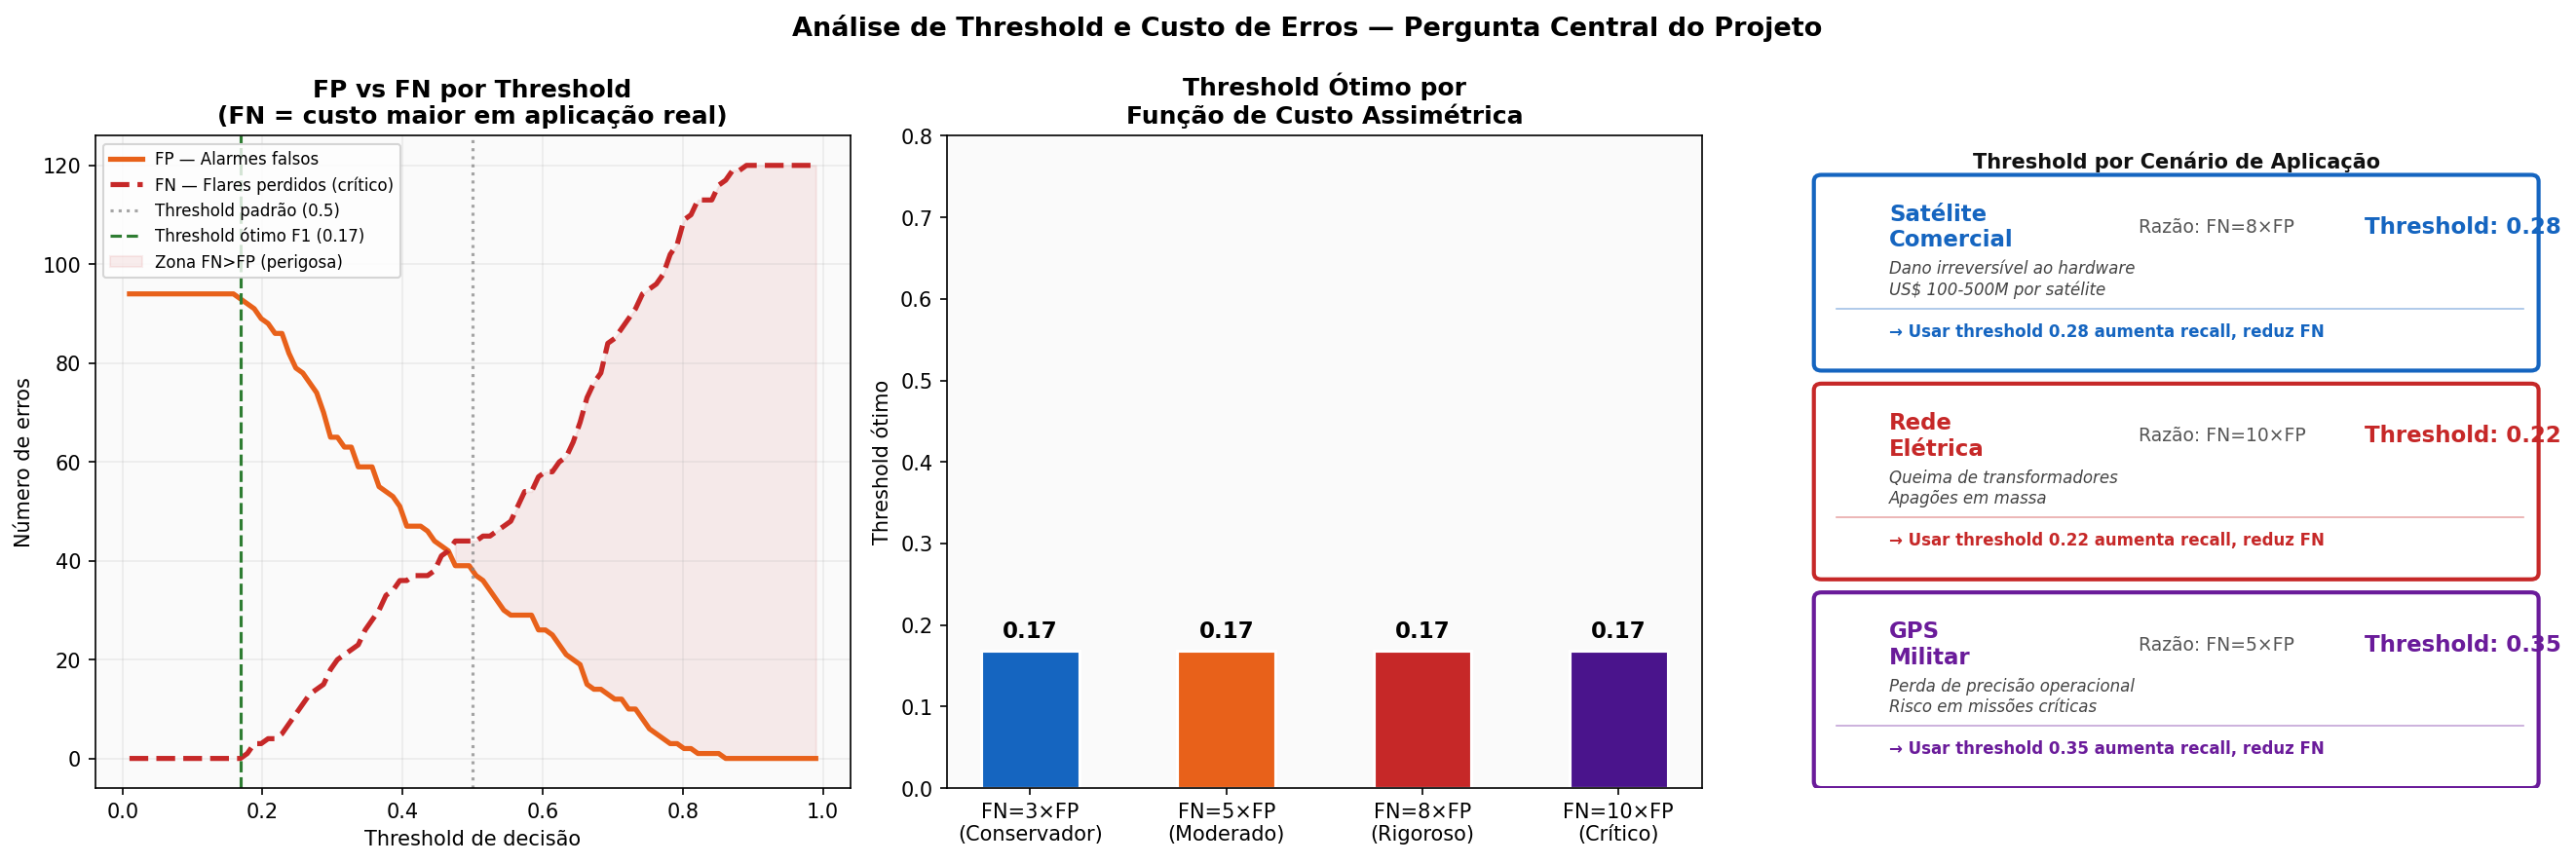 Análise de Threshold e Custo de Erros — Pergunta Central do Projeto
FP vs FN por Threshold
(FN = custo maior em aplicação real)
FP — Alarmes falsos
FN — Flares perdidos (crítico)
Threshold padrão (0.5)
Threshold ótimo F1 (0.17)
Zona FN>FP (perigosa)
Número de erros
120
100
80
60
40
20
0
0.0
0.2
0.4
0.6
0.8
1.0
Threshold de decisão
Threshold Ótimo por
Função de Custo Assimétrica
Threshold ótimo
0.8
0.7
0.6
0.5
0.4
0.3
0.2
0.1
0.0
0.17
0.17
0.17
0.17
FN=3×FP
(Conservador)
FN=5×FP
(Moderado)
FN=8×FP
(Rigoroso)
FN=10×FP
(Crítico)
Threshold por Cenário de Aplicação
Satélite
Comercial
Razão: FN=8×FP
Threshold: 0.28
Dano irreversível ao hardware
US$ 100-500M por satélite
→ Usar threshold 0.28 aumenta recall, reduz FN
Rede
Elétrica
Razão: FN=10×FP
Threshold: 0.22
Queima de transformadores
Apagões em massa
→ Usar threshold 0.22 aumenta recall, reduz FN
GPS
Militar
Razão: FN=5×FP
Threshold: 0.35
Perda de precisão operacional
Risco em missões críticas
→ Usar threshold 0.35 aumenta recall, reduz FN